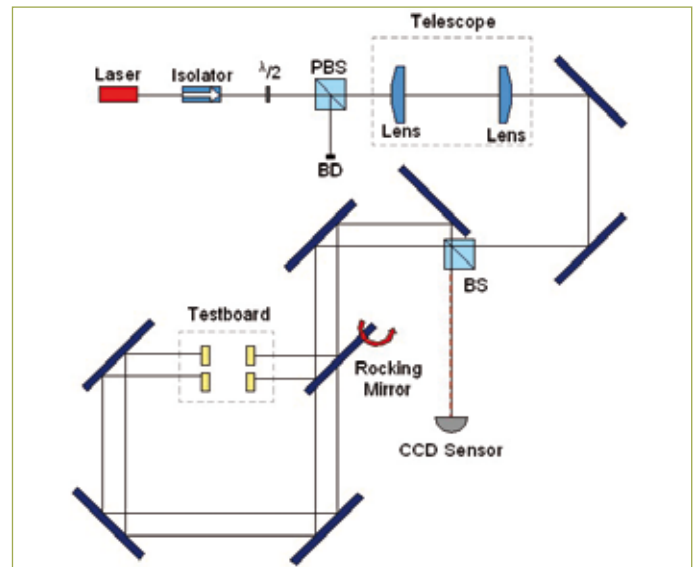 Telescope
Laser
Isolator
λ/2
PBS
Lens
Lens
BD
BS
Testboard
Rocking
Mirror
CCD Sensor